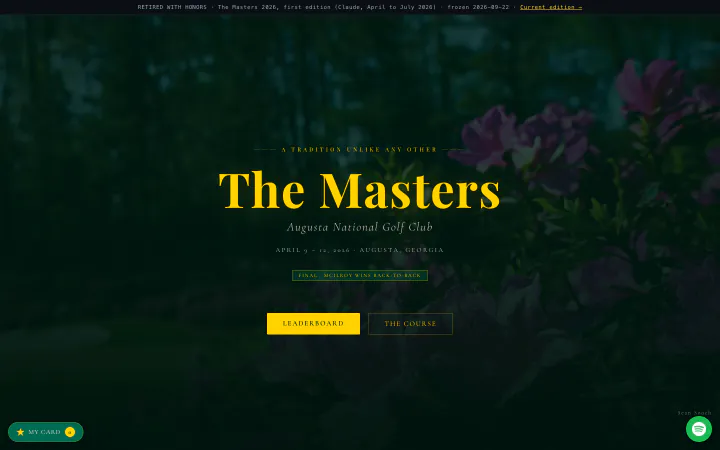 RETIRED WITH HONORS · The Masters 2026, first edition (Claude, April to July 2026) · frozen 2026-09-22 · Current edition →
A TRADITION UNLIKE ANY OTHER
The Masters
Augusta National Golf Club
APRIL 9 – 12, 2026 · AUGUSTA, GEORGIA
FINAL · MCILROY WINS BACK-TO-BACK
LEADERBOARD
THE COURSE
MY CARD